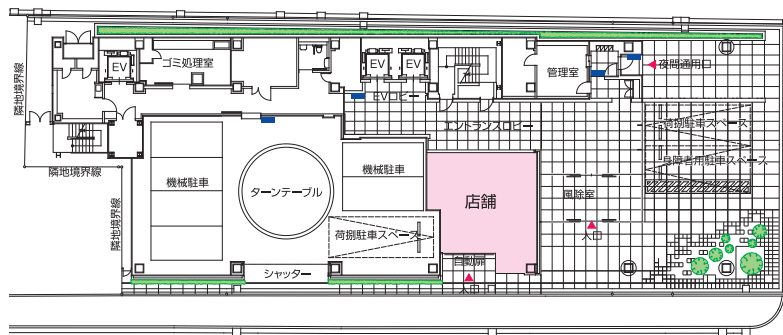 隣地境界線
EV
ゴミ処理室
EV
EV
管理室
夜間通用口
EVロビー
エントランスロビー
荷捌駐車スペース
身障者用駐車スペース
隣地境界線
隣地境界線
機械駐車
ターンテーブル
機械駐車
店舗
風除室
入口
荷捌駐車スペース
シャッター
自動扉
入口